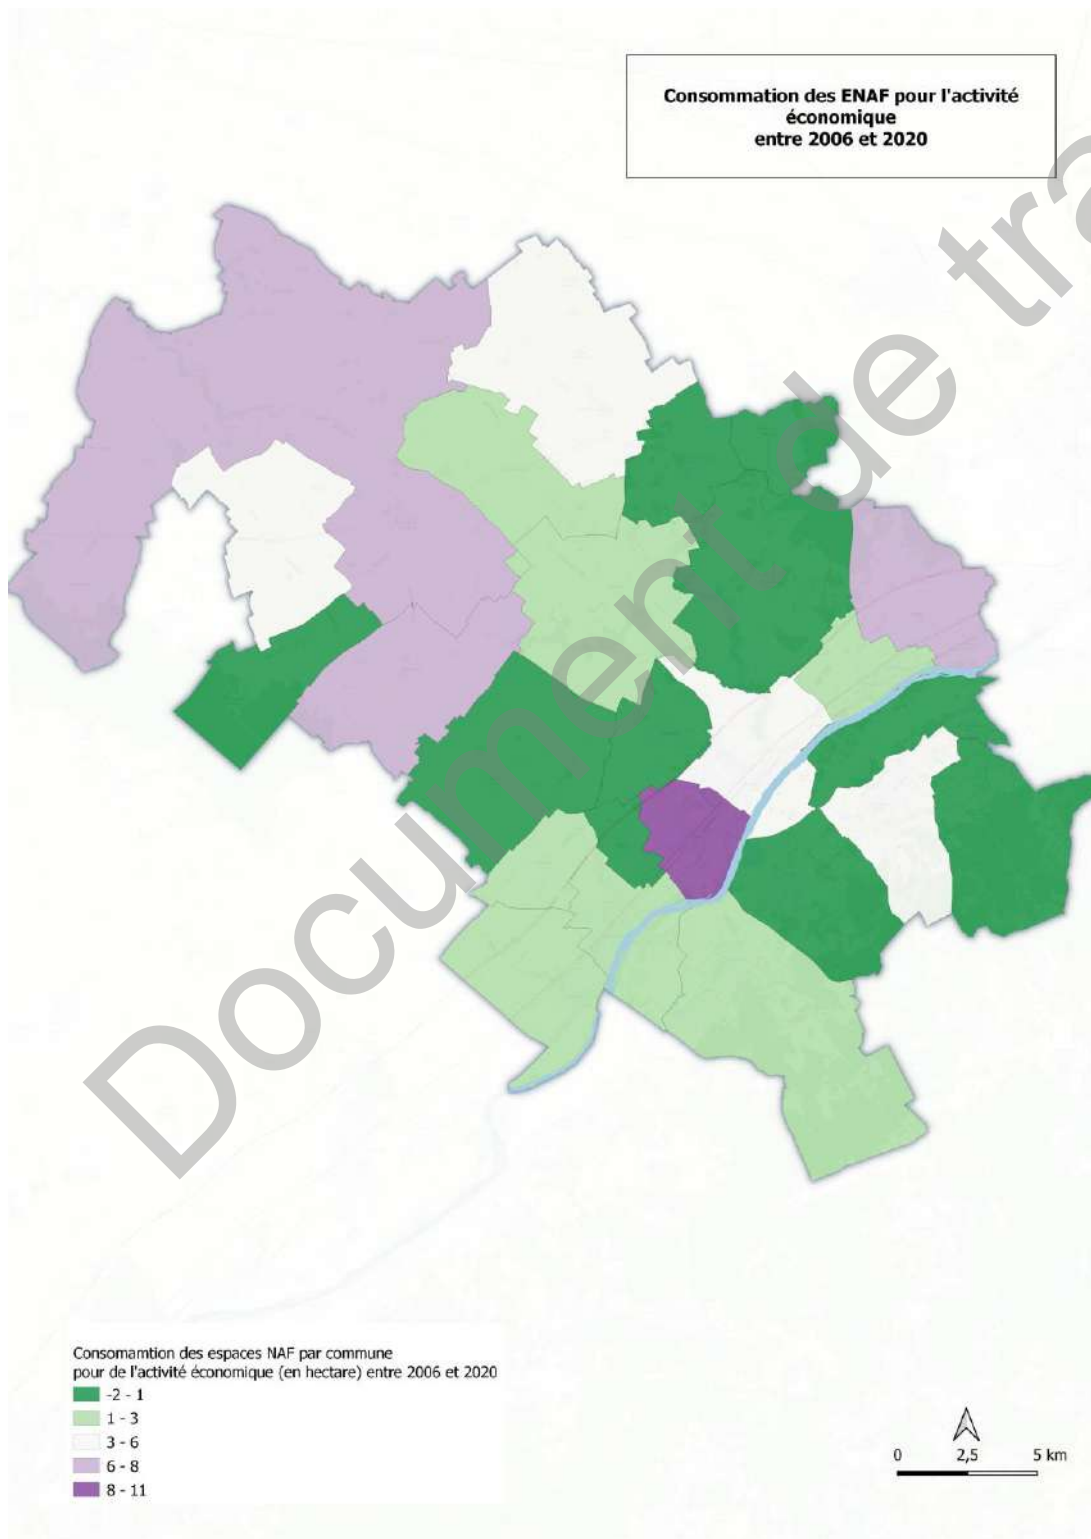 Consommation des ENAF pour l'activité
économique
entre 2006 et 2020
Document de tra
Consomamtion des espaces NAF par commune
pour de l'activité économique (en hectare) entre 2006 et 2020
-2 - 1
1 - 3
3 - 6
6 - 8
8 - 11
0 2,5 5 km